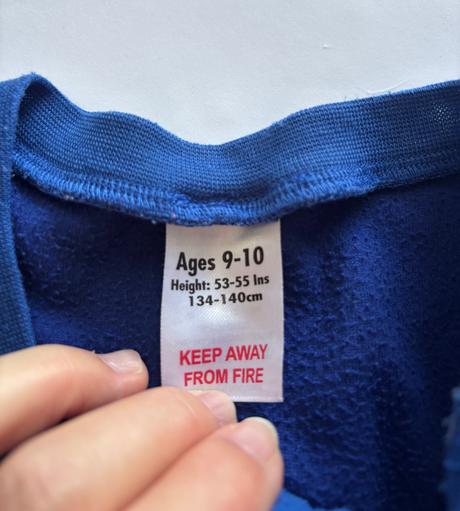 Ages 9-10
Height: 53-55 Ins
134-140cm
KEEP AWAY
FROM FIRE